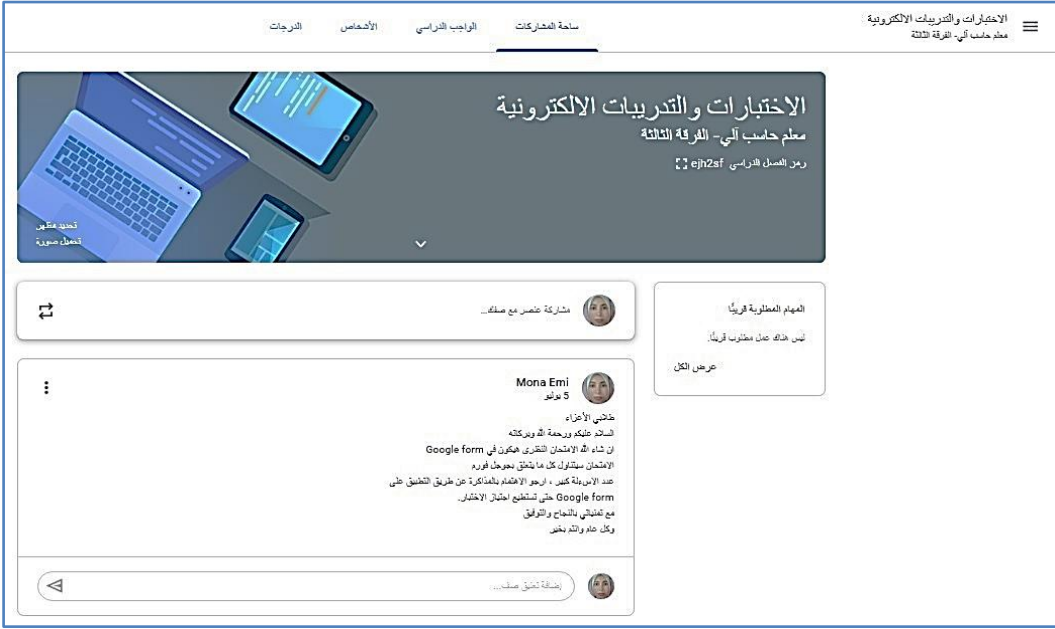 الاختبارات والتدريبات الالكترونية
معلم حاسب آلي- الفرقة الثالثة
ساحة المشاركات
الواجب الدراسي
الأشخاص
الدرجات
الاختبارات والتدريبات الالكترونية
معلم حاسب آلي- الفرقة الثالثة
رمز الفصل الدراسي ejh2sf
تحديد مظهر
تحميل صورة
المهام المطلوبة قريبًا
ليس هناك عمل مطلوب قريبًا.
عرض الكل
مشاركة عنصر مع صفك...
Mona Emi
5 يوليو
طلابي الأعزاء
السلام عليكم ورحمة الله وبركاته
ان شاء الله الامتحان النظرى هيكون في Google form
الامتحان سيتناول كل ما يتعلق بجوجل فورم
عدد الاسءلة كبير ، ارجو الاهتمام بالمذاكرة عن طريق التطبيق على
Google form حتى تستطيع اجتياز الاختبار.
مع تمنياتي بالنجاح والتوفيق
وكل عام وانتم بخير
إضافة تعليق صف...